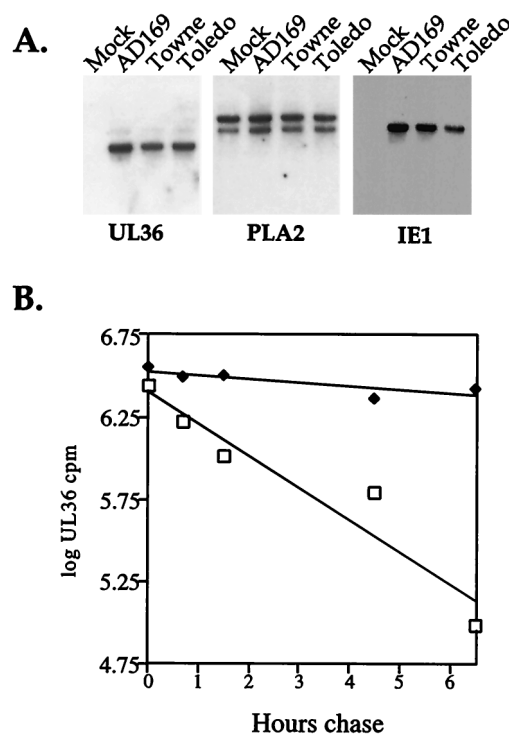 A.
Mock AD169 Towne Toledo Mock AD169 Towne Toledo Mock AD169 Towne Toledo
UL36 PLA2 IE1
B.
6.75
6.25
5.75
5.25
4.75
log UL36 cpm
0 1 2 3 4 5 6
Hours chase